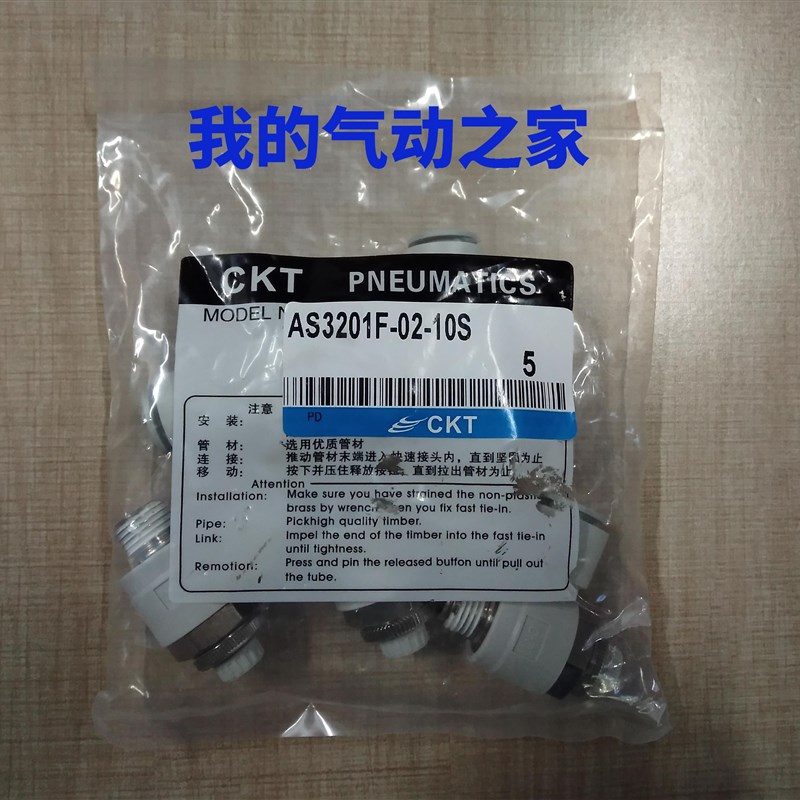 我的气动之家
CKT PNEUMATICS
MODEL
AS3201F-02-10S
5
PD
CKT
注意
安 装:
管 材: 选用优质管材
连 接: 推动管材末端进入快速接头内，直到坚固为止
移 动: 按下并压住释放按钮，直到拉出管材为止
Attention
Installation: Make sure you have strained the non-plastic
brass by wrench when you fix fast tie-in.
Pipe: Pickhigh quality timber.
Link: Impel the end of the timber into the fast tie-in
until tightness.
Remotion: Press and pin the released button until pull out
the tube.